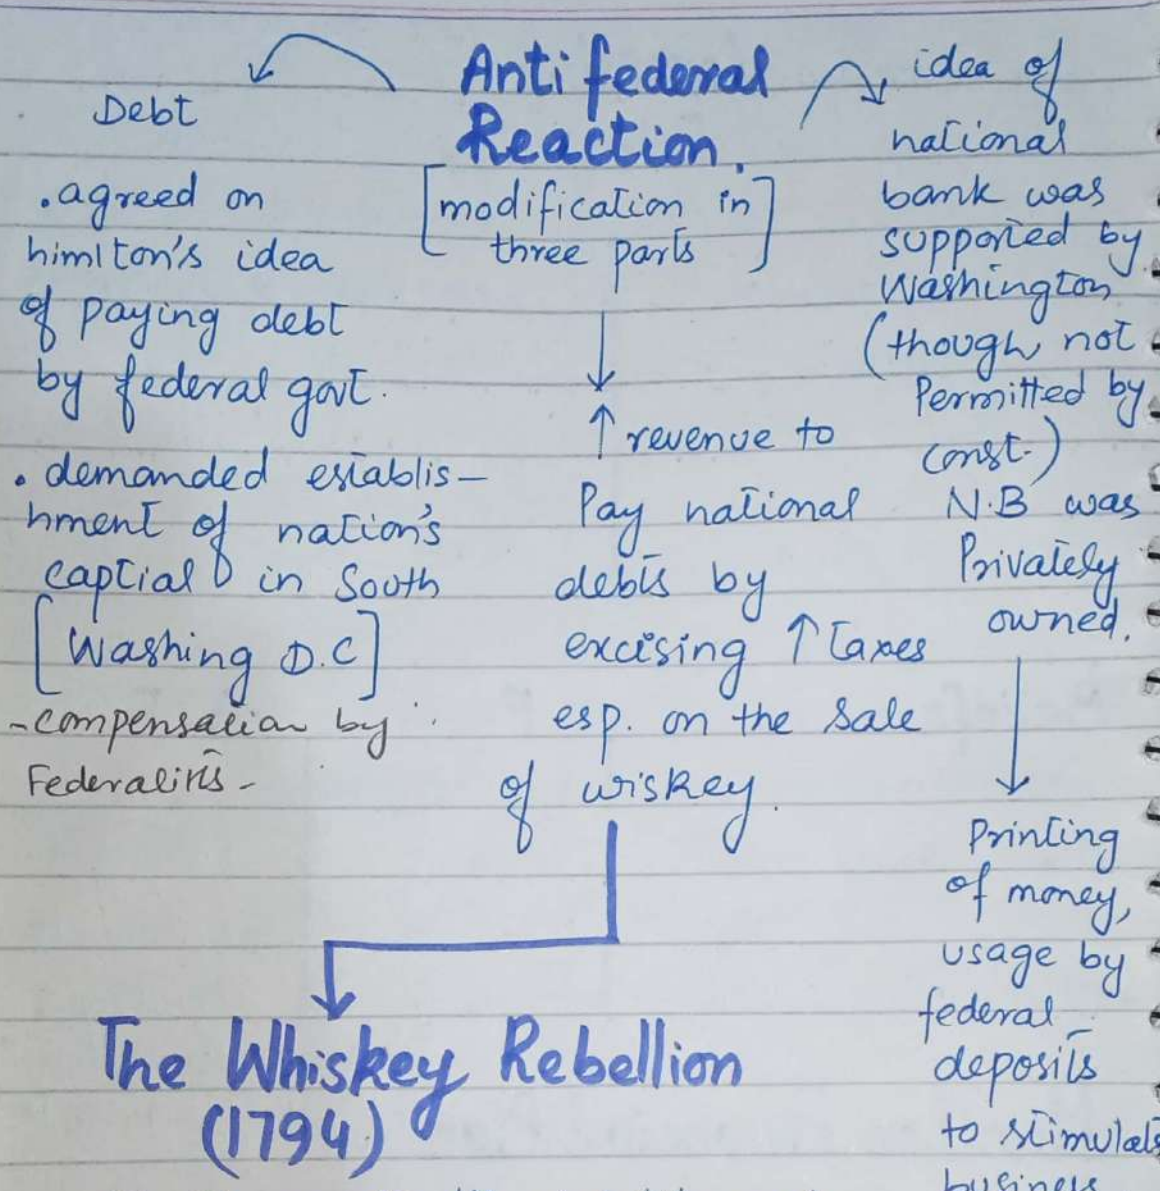 Anti federal
Reaction.
[modification in
three parts]
Debt
. agreed on
himlton's idea
of paying debt
by federal govt.
. demanded establis-
hment of nation's
captial in South
[Washing D.C]
- compensation by
Federalists -
↑ revenue to
Pay national
debts by
excising ↑ taxes
esp. on the sale
of wiskey.
The Whiskey Rebellion
(1794)
idea of
national
bank was
supported by
Washington
(though not
Permitted by
const.)
N.B was
Privately
owned.
Printing
of money,
usage by
federal
deposits
to stimulate
business